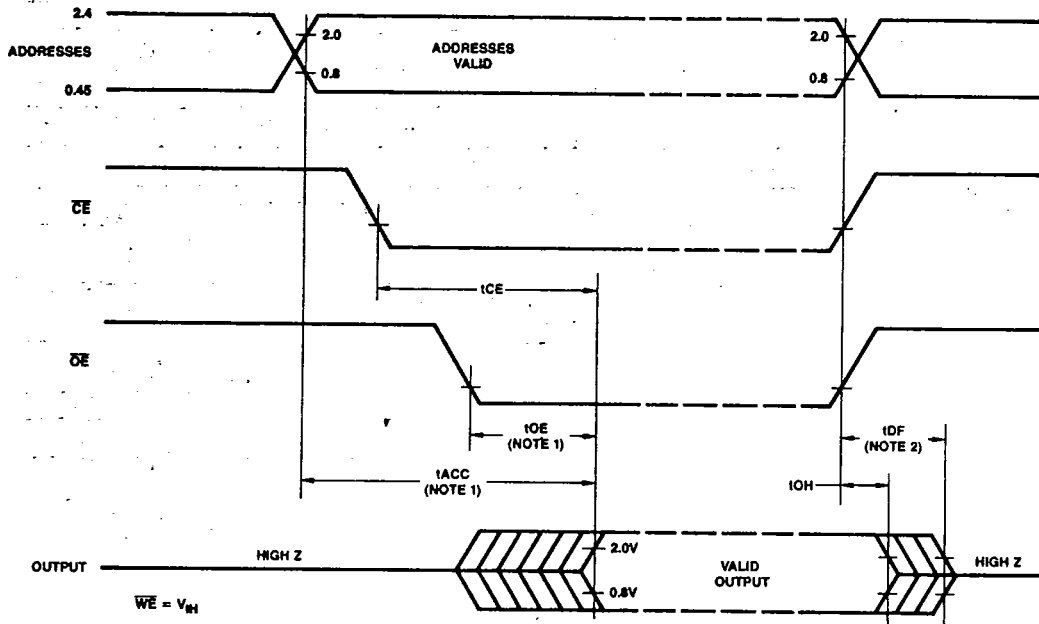 2.4
ADDRESSES
0.45
2.0
0.8
ADDRESSES
VALID
2.0
0.8
CE
tCE
OE
tOE
(NOTE 1)
tACC
(NOTE 1)
tDF
(NOTE 2)
tOH
OUTPUT
HIGH Z
2.0V
0.8V
VALID
OUTPUT
HIGH Z
WE = VIH